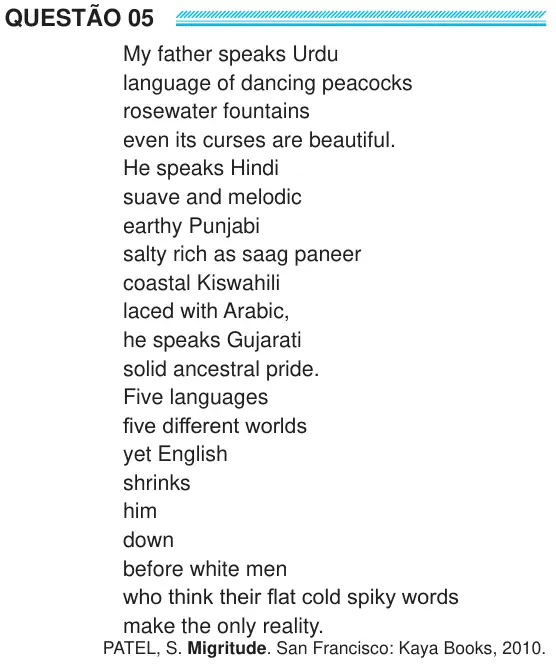 QUESTÃO 05
My father speaks Urdu
language of dancing peacocks
rosewater fountains
even its curses are beautiful.
He speaks Hindi
suave and melodic
earthy Punjabi
salty rich as saag paneer
coastal Kiswahili
laced with Arabic,
he speaks Gujarati
solid ancestral pride.
Five languages
five different worlds
yet English
shrinks
him
down
before white men
who think their flat cold spiky words
make the only reality.
PATEL, S. Migritude. San Francisco: Kaya Books, 2010.